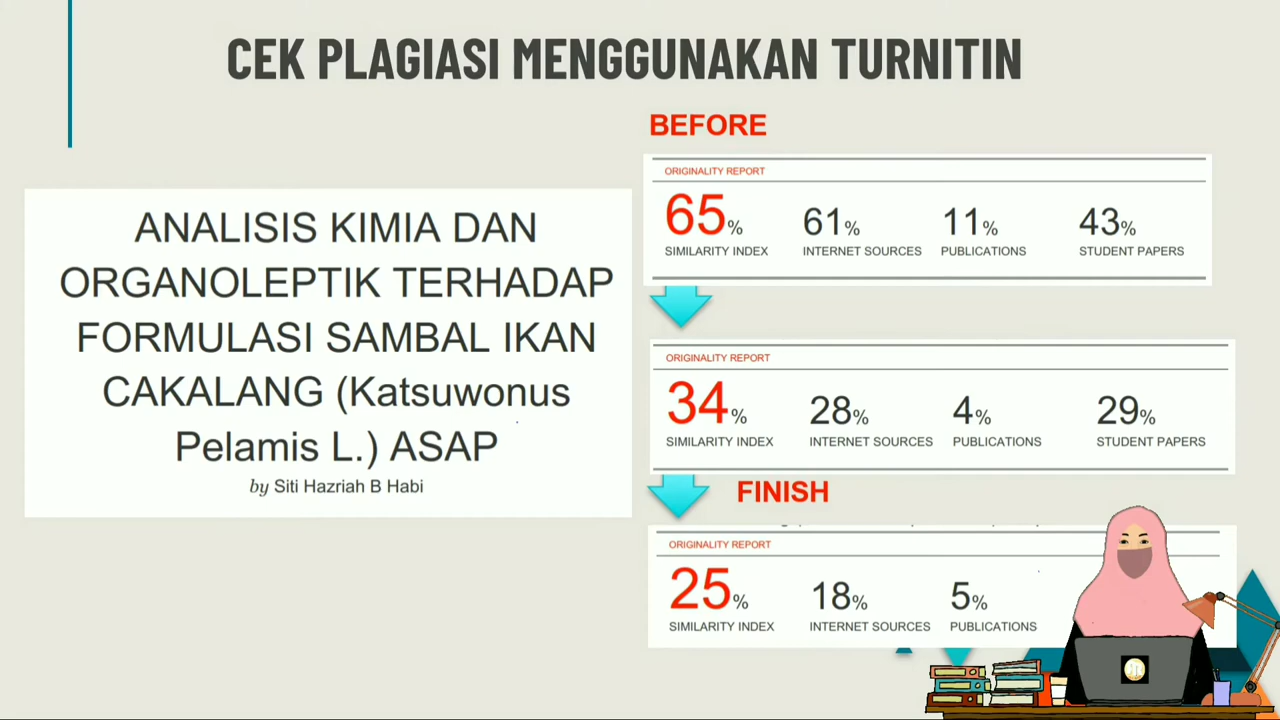 CEK PLAGIASI MENGGUNAKAN TURNITIN
ANALISIS KIMIA DAN
ORGANOLEPTIK TERHADAP
FORMULASI SAMBAL IKAN
CAKALANG (Katsuwonus
Pelamis L.) ASAP
by Siti Hazriah B Habi
BEFORE
ORIGINALITY REPORT
65% 61% 11% 43%
SIMILARITY INDEX INTERNET SOURCES PUBLICATIONS STUDENT PAPERS
ORIGINALITY REPORT
34% 28% 4% 29%
SIMILARITY INDEX INTERNET SOURCES PUBLICATIONS STUDENT PAPERS
FINISH
ORIGINALITY REPORT
25% 18% 5%
SIMILARITY INDEX INTERNET SOURCES PUBLICATIONS